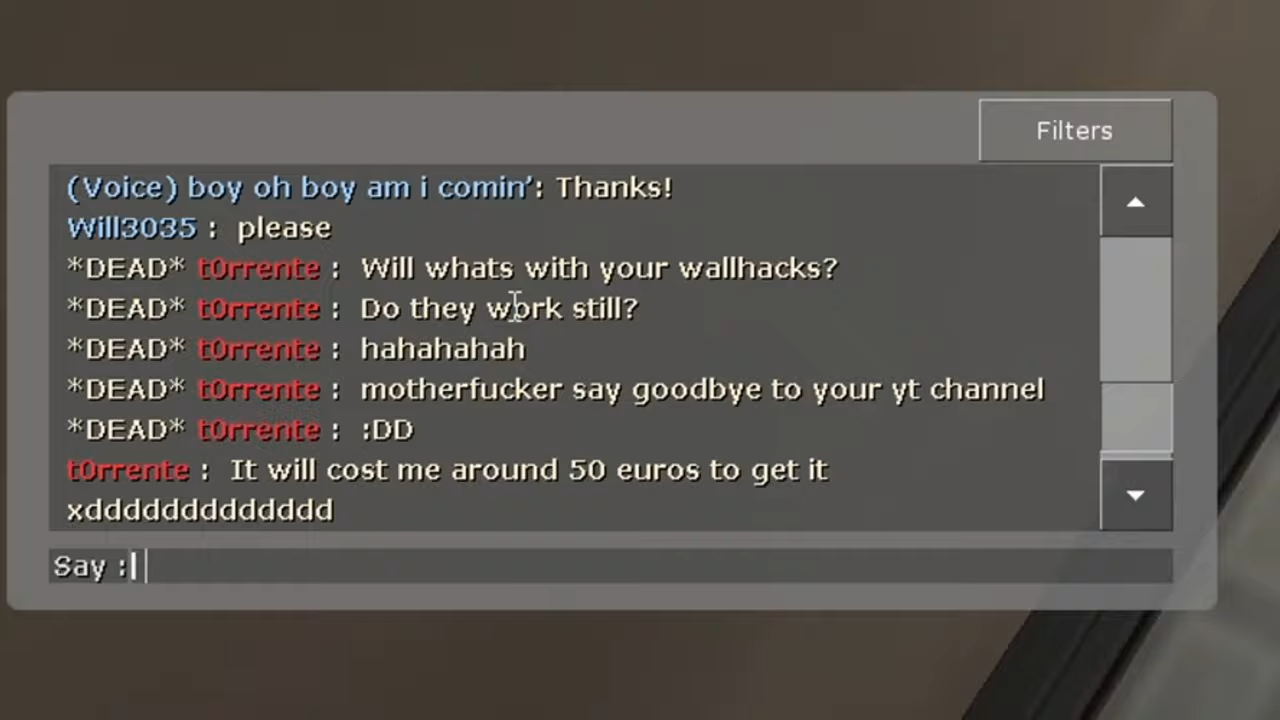 Filters
(Voice) boy oh boy am i comin': Thanks!
Will3035 :  please
*DEAD* t0rrente :  Will whats with your wallhacks?
*DEAD* t0rrente :  Do they work still?
*DEAD* t0rrente :  hahahahah
*DEAD* t0rrente :  motherfucker say goodbye to your yt channel
*DEAD* t0rrente :  :DD
t0rrente :  It will cost me around 50 euros to get it
xddddddddddddd
Say :